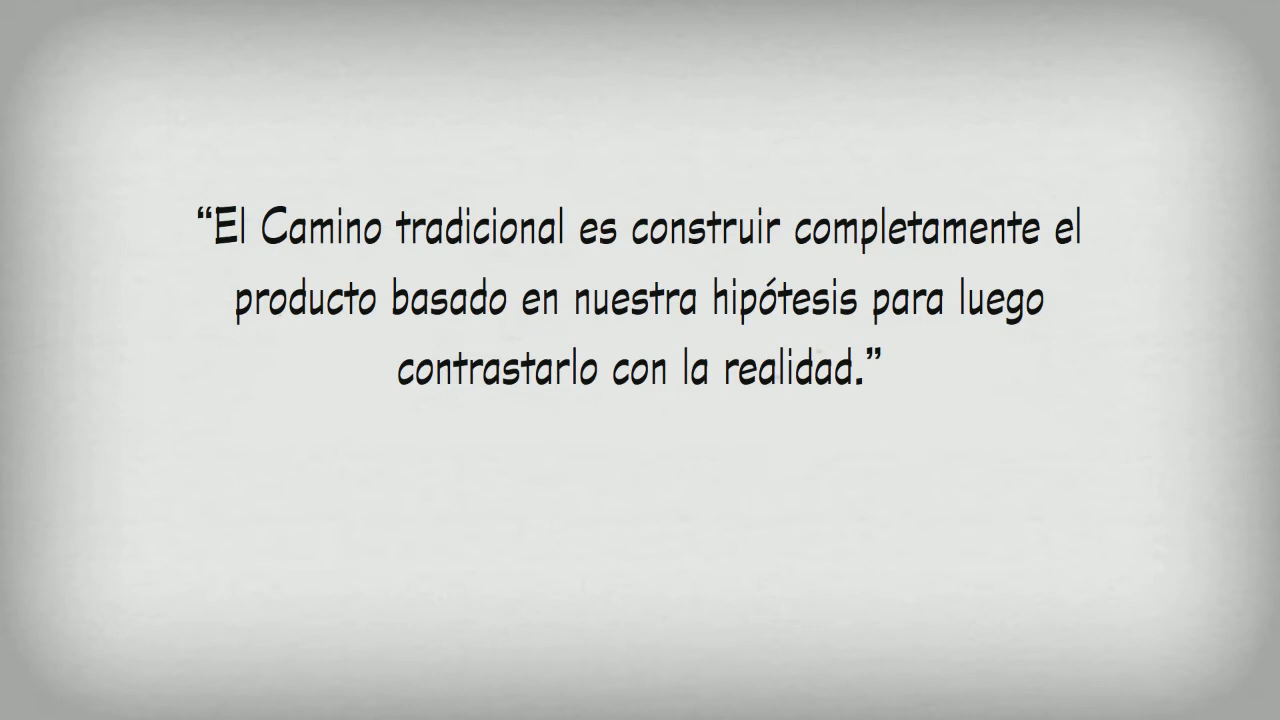 “El Camino tradicional es construir completamente el
producto basado en nuestra hipótesis para luego
contrastarlo con la realidad.”